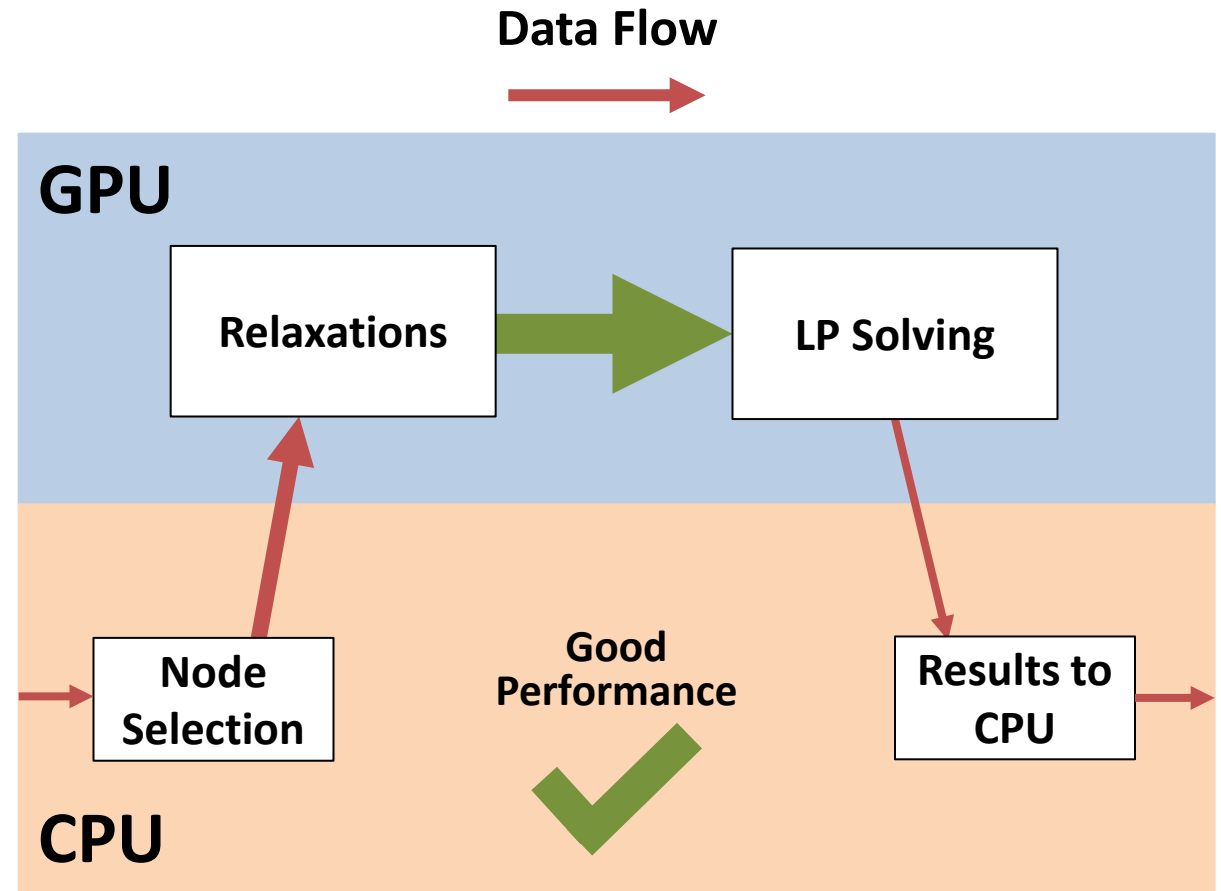 Data Flow
GPU
Relaxations
LP Solving
Node
Selection
Good
Performance
Results to
CPU
CPU